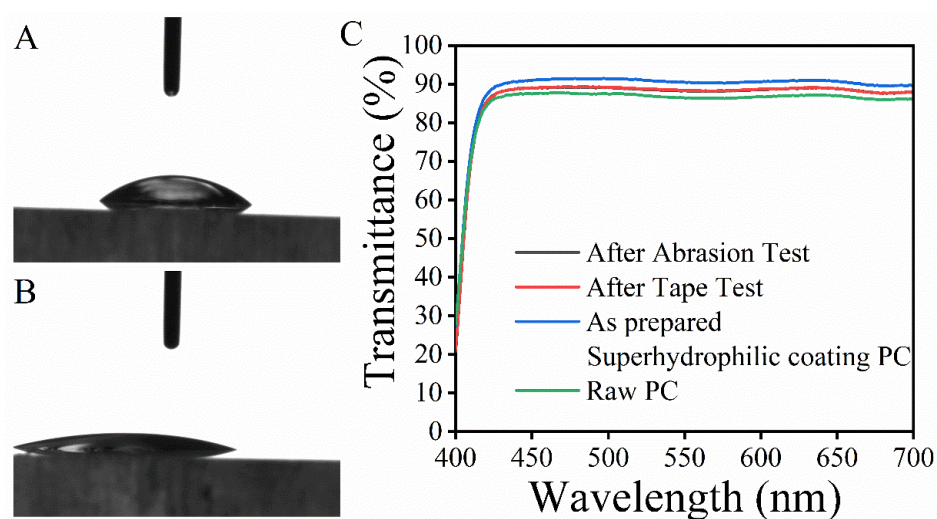 A
B
C
Transmittance (%)
100
90
80
70
60
50
40
30
20
10
0
After Abrasion Test
After Tape Test
As prepared
Superhydrophilic coating PC
Raw PC
400 450 500 550 600 650 700
Wavelength (nm)